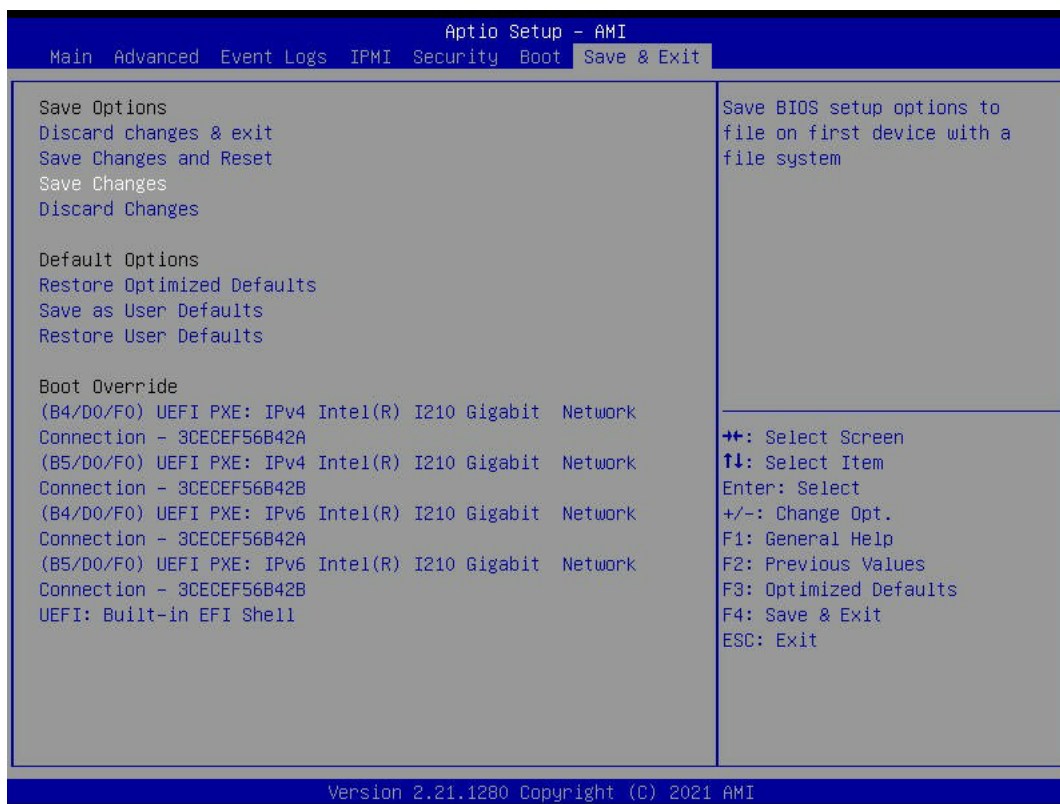 Aptio Setup – AMI
Main Advanced Event Logs IPMI Security Boot Save & Exit
Save Options
Discard changes & exit
Save Changes and Reset
Save Changes
Discard Changes
Default Options
Restore Optimized Defaults
Save as User Defaults
Restore User Defaults
Boot Override
(B4/D0/F0) UEFI PXE: IPv4 Intel(R) I210 Gigabit  Network
Connection - 3CECEF56B42A
(B5/D0/F0) UEFI PXE: IPv4 Intel(R) I210 Gigabit  Network
Connection - 3CECEF56B42B
(B4/D0/F0) UEFI PXE: IPv6 Intel(R) I210 Gigabit  Network
Connection - 3CECEF56B42A
(B5/D0/F0) UEFI PXE: IPv6 Intel(R) I210 Gigabit  Network
Connection - 3CECEF56B42B
UEFI: Built-in EFI Shell
Save BIOS setup options to
file on first device with a
file system
→←: Select Screen
↑↓: Select Item
Enter: Select
+/-: Change Opt.
F1: General Help
F2: Previous Values
F3: Optimized Defaults
F4: Save & Exit
ESC: Exit
Version 2.21.1280 Copyright (C) 2021 AMI